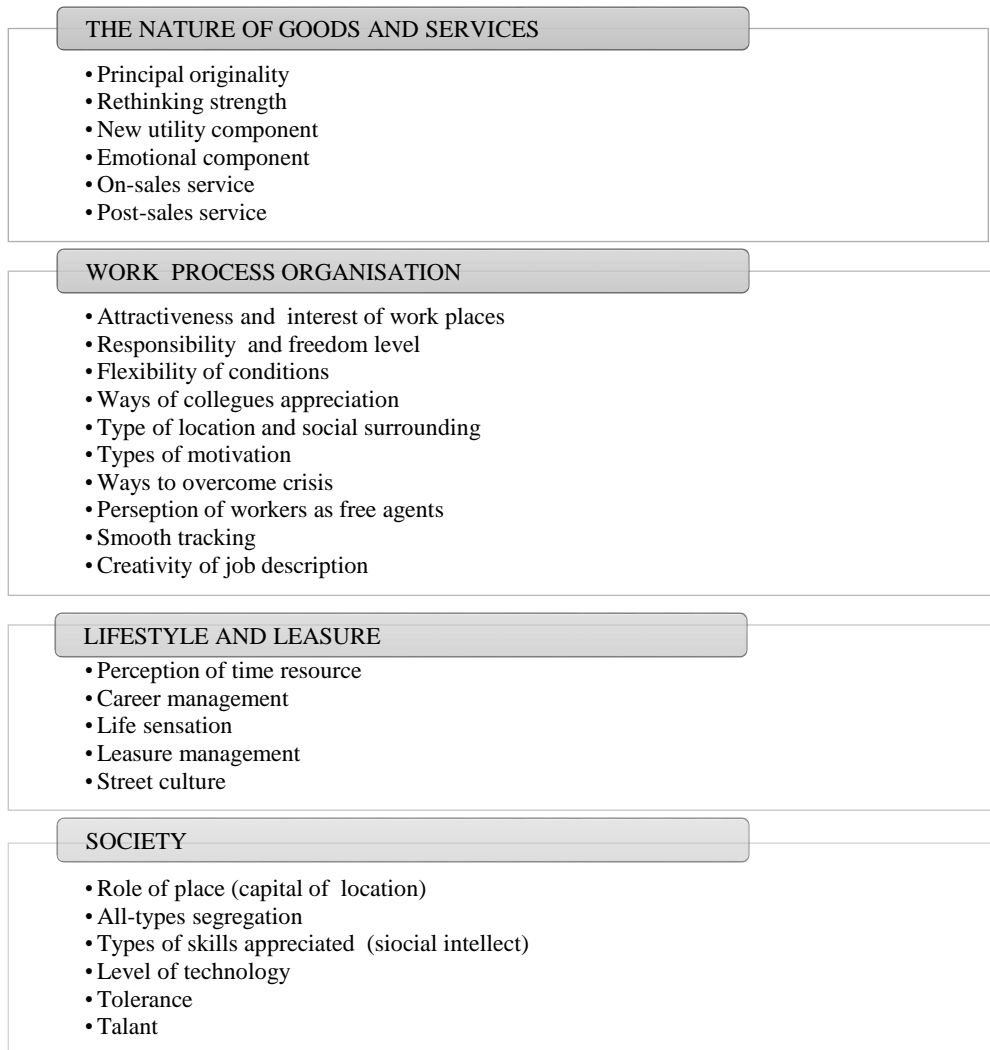 THE NATURE OF GOODS AND SERVICES
• Principal originality
• Rethinking strength
• New utility component
• Emotional component
• On-sales service
• Post-sales service
WORK PROCESS ORGANISATION
• Attractiveness and interest of work places
• Responsibility and freedom level
• Flexibility of conditions
• Ways of collegues appreciation
• Type of location and social surrounding
• Types of motivation
• Ways to overcome crisis
• Perseption of workers as free agents
• Smooth tracking
• Creativity of job description
LIFESTYLE AND LEASURE
• Perception of time resource
• Career management
• Life sensation
• Leasure management
• Street culture
SOCIETY
• Role of place (capital of location)
• All-types segregation
• Types of skills appreciated (siocial intellect)
• Level of technology
• Tolerance
• Talant